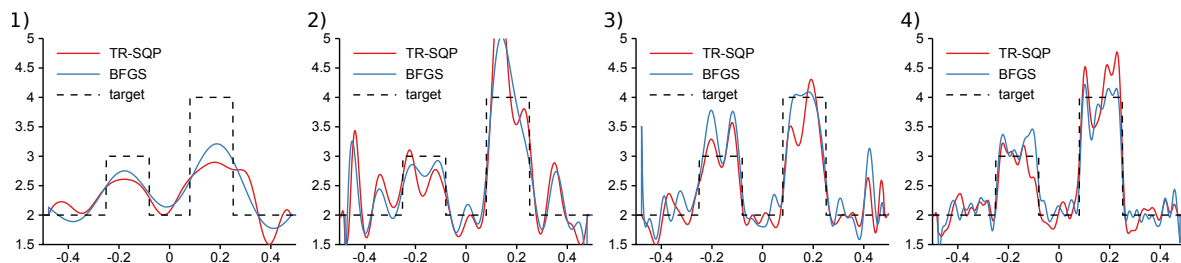 1) 2) 3) 4)
5 5 5 5
TR-SQP TR-SQP TR-SQP TR-SQP
4.5 4.5 4.5 4.5
BFGS BFGS BFGS BFGS
4 target 4 target 4 target 4 target
3.5 3.5 3.5 3.5
3 3 3 3
2.5 2.5 2.5 2.5
2 2 2 2
1.5 1.5 1.5 1.5
-0.4 -0.2 0 0.2 0.4 -0.4 -0.2 0 0.2 0.4 -0.4 -0.2 0 0.2 0.4 -0.4 -0.2 0 0.2 0.4